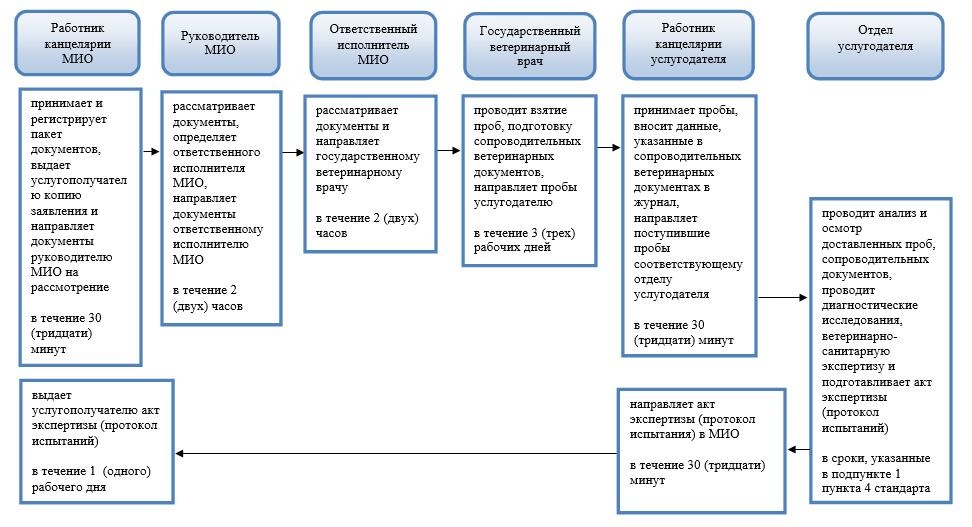 Работник
канцелярии
МИО
Руководитель
МИО
Ответственный
исполнитель
МИО
Государственный
ветеринарный
врач
Работник
канцелярии
услугодателя
Отдел
услугодателя
принимает и
регистрирует
пакет
документов,
выдает
услугополучател
ю копию
заявления и
направляет
документы
руководителю
МИО на
рассмотрение
в течение 30
(тридцати)
минут
рассматривает
документы,
определяет
ответственного
исполнителя
МИО,
направляет
документы
ответственному
исполнителю
МИО
в течение 2
(двух) часов
рассматривает
документы и
направляет
государственному
ветеринарному
врачу
в течение 2 (двух)
часов
проводит взятие
проб, подготовку
сопроводительных
ветеринарных
документов,
направляет пробы
услугодателю
в течение 3 (трех)
рабочих дней
принимает пробы,
вносит данные,
указанные в
сопроводительных
ветеринарных
документах в
журнал,
направляет
поступившие
пробы
соответствующему
отделу
услугодателя
в течение 30
(тридцати) минут
проводит анализ и
осмотр
доставленных проб,
сопроводительных
документов,
проводит
диагностические
исследования,
ветеринарно-
санитарную
экспертизу и
подготавливает акт
экспертизы
(протокол
испытаний)
в сроки, указанные
в подпункте 1
пункта 4 стандарта
направляет акт
экспертизы (протокол
испытания) в МИО
в течение 30 (тридцати)
минут
выдает
услугополучателю акт
экспертизы (протокол
испытаний)
в течение 1 (одного)
рабочего дня